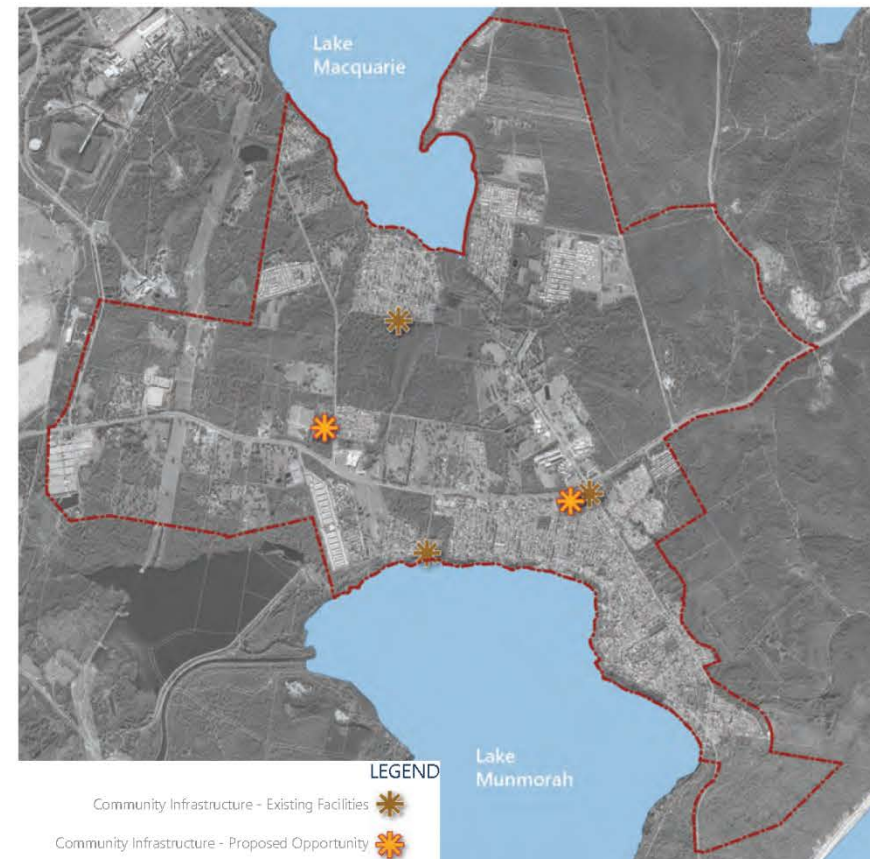 Lake
Macquarie
Lake
Munmorah
LEGEND
Community Infrastructure - Existing Facilities
Community Infrastructure - Proposed Opportunity